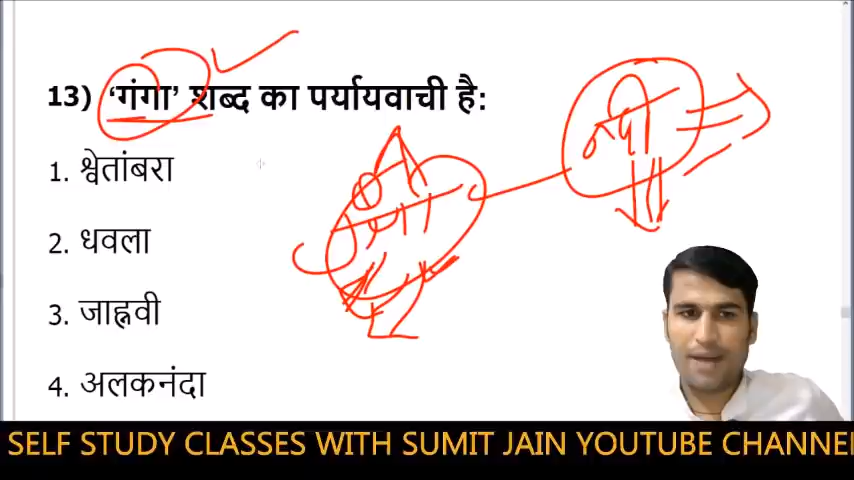 13) 'गंगा' शब्द का पर्यायवाची है:
1. श्वेतांबरा
2. धवला
3. जाह्नवी
4. अलकनंदा
नदी
SELF STUDY CLASSES WITH SUMIT JAIN YOUTUBE CHANNEL